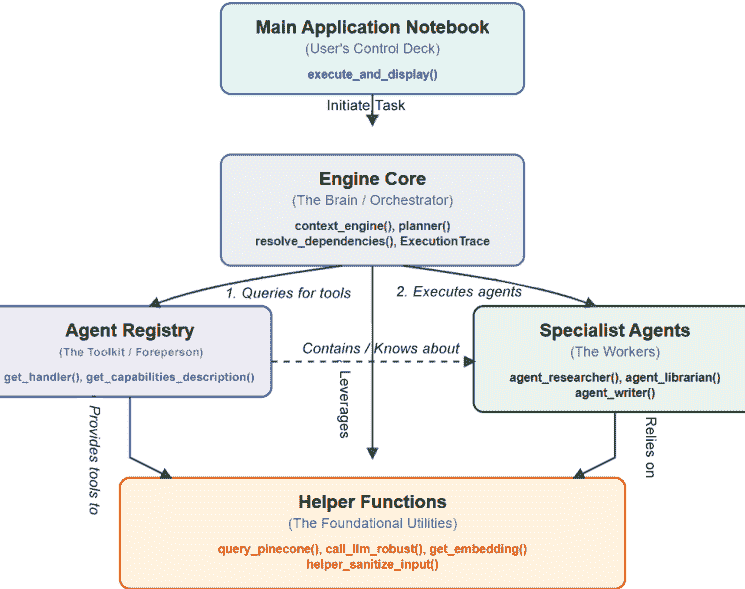 Main Application Notebook
(User's Control Deck)
execute_and_display()
Initiate Task
Engine Core
(The Brain / Orchestrator)
context_engine(), planner()
resolve_dependencies(), ExecutionTrace
1. Queries for tools
2. Executes agents
Agent Registry
(The Toolkit / Foreperson)
get_handler(), get_capabilities_description()
Contains / Knows about
Specialist Agents
(The Workers)
agent_researcher(), agent_librarian()
agent_writer()
Provides tools to
Leverages
Relies on
Helper Functions
(The Foundational Utilities)
query_pinecone(), call_llm_robust(), get_embedding()
helper_sanitize_input()